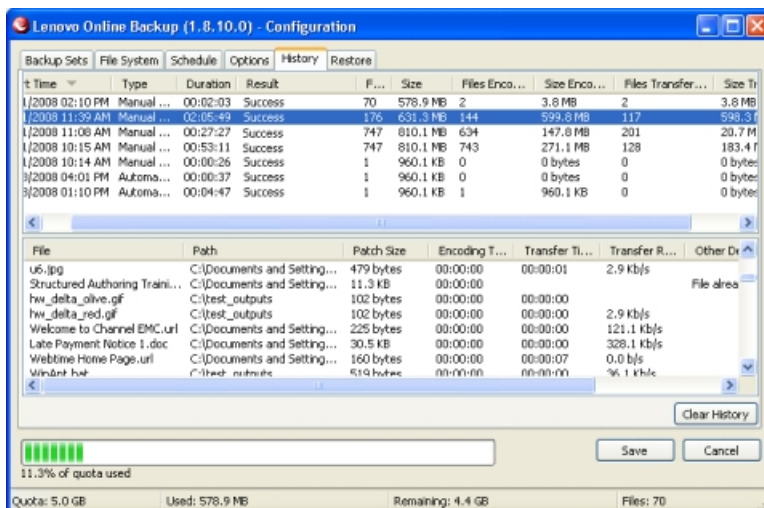 Lenovo Online Backup (1.8.10.0) - Configuration
Backup Sets File System Schedule Options History Restore
t Time Type Duration Result F... Size Files Enco... Size Enco... Files Transfer... Size Tr
/2008 02:10 PM Manual ... 00:02:03 Success 70 578.9 MB 2 3.8 MB 2 3.8 MB
/2008 11:39 AM Manual ... 02:05:49 Success 176 631.3 MB 144 599.8 MB 117 598.3
/2008 11:08 AM Manual ... 00:27:27 Success 747 810.1 MB 634 147.8 MB 201 20.7 M
/2008 10:15 AM Manual ... 00:53:11 Success 747 810.1 MB 743 271.1 MB 128 183.4
/2008 10:14 AM Manual ... 00:00:26 Success 1 960.1 KB 0 0 bytes 0 0 bytes
/2008 04:01 PM Automa... 00:00:37 Success 1 960.1 KB 0 0 bytes 0 0 bytes
/2008 01:10 PM Automa... 00:04:47 Success 1 960.1 KB 1 960.1 KB 0 0 bytes
File Path Patch Size Encoding T... Transfer Ti... Transfer R... Other De
u6.jpg C:\Documents and Setting... 479 bytes 00:00:00 00:00:01 2.9 Kb/s
Structured Authoring Traini... C:\Documents and Setting... 11.3 KB 00:00:00 File alrea
hw_delta_olive.gif C:\test_outputs 102 bytes 00:00:00 00:00:00
hw_delta_red.gif C:\test_outputs 102 bytes 00:00:00 00:00:00 2.9 Kb/s
Welcome to Channel EMC.url C:\Documents and Setting... 225 bytes 00:00:00 00:00:00 121.1 Kb/s
Late Payment Notice 1.doc C:\Documents and Setting... 30.5 KB 00:00:00 00:00:00 328.1 Kb/s
Webtime Home Page.url C:\Documents and Setting... 160 bytes 00:00:00 00:00:07 0.0 b/s
WinAnt.bat C:\test_outputs 519 bytes 00:00:00 00:00:00 36.1 Kb/s
Clear History
Save Cancel
11.3% of quota used
Quota: 5.0 GB Used: 578.9 MB Remaining: 4.4 GB Files: 70